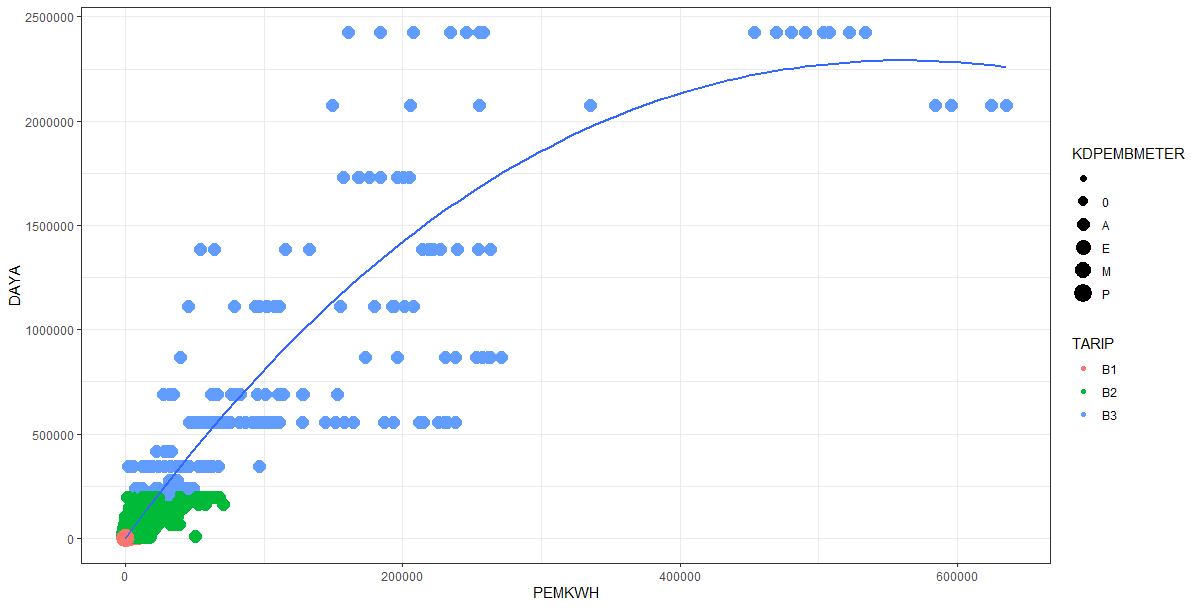 2500000
2000000
1500000
1000000
500000
0
DAYA
0
200000
400000
600000
PEMKWH
KDPEMBMETER
0
A
E
M
P
TARIP
B1
B2
B3